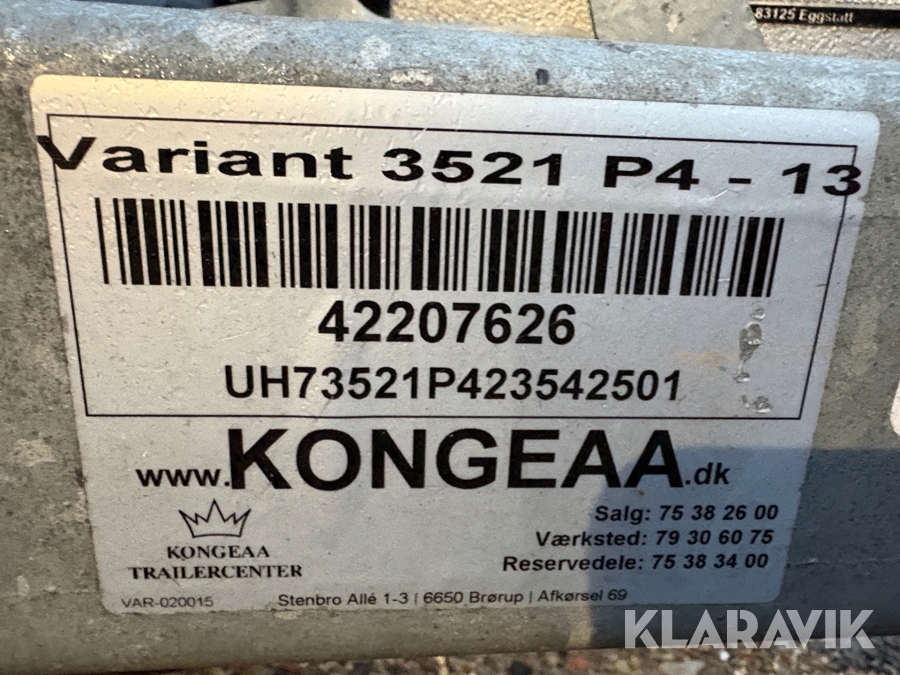 83125 Eggstätt
Variant 3521 P4 - 13
42207626
UH73521P423542501
www.KONGEAA.dk
Salg: 75 38 26 00
Værksted: 79 30 60 75
Reservedele: 75 38 34 00
KONGEAA
TRAILERCENTER
VAR-020015
Stenbro Allé 1-3 | 6650 Brørup | Afkørsel 69
KLARAVIK